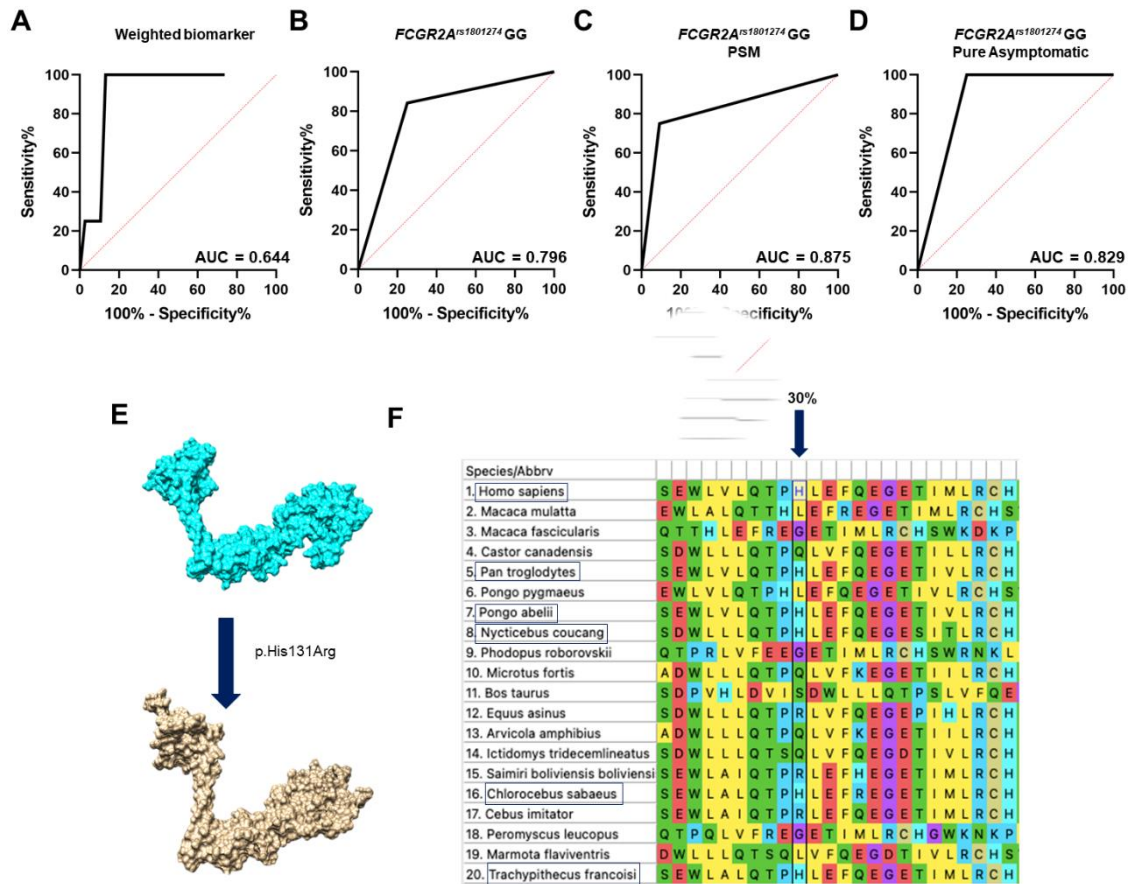 A
Weighted biomarker
100
80
60
40
20
0
Sensitivity%
AUC = 0.644
0 20 40 60 80 100
100% - Specificity%
B
FCGR2A^rs1801274 GG
100
80
60
40
20
0
Sensitivity%
AUC = 0.796
0 20 40 60 80 100
100% - Specificity%
C
FCGR2A^rs1801274 GG
PSM
100
80
60
40
20
0
Sensitivity%
AUC = 0.875
0 20 40 60 80 100
D
FCGR2A^rs1801274 GG
Pure Asymptomatic
100
80
60
40
20
0
Sensitivity%
AUC = 0.829
0 20 40 60 80 100
100% - Specificity%
E
p.His131Arg
F
30%
Species/Abbrv
1. Homo sapiens S E W L V L Q T P H L E F Q E G E T I M L R C H
2. Macaca mulatta E W L A L Q T T H L E F R E G E T I M L R C H S
3. Macaca fascicularis Q T T H L E F R E G E T I M L R C H S W K D K P
4. Castor canadensis S D W L L L Q T P Q L V F Q E G E T I L L R C H
5. Pan troglodytes S E W L V L Q T P H L E F Q E G E T I V L R C H
6. Pongo pygmaeus E W L V L Q T P H L E F Q E G E T I V L R C H S
7. Pongo abelii S E W L V L Q T P H L E F Q E G E T I V L R C H
8. Nycticebus coucang S D W L L L Q T P H L E F Q E G E S I T L R C H
9. Phodopus roborovskii Q T P R L V F E E G E T I M L R C H S W R N K L
10. Microtus fortis A D W L L L Q T P Q L V F K E G E T I M L R C H
11. Bos taurus S D P V H L D V I S D W L L L Q T P S L V F Q E
12. Equus asinus S D W L L L Q T P R L V F Q E G E P I H L R C H
13. Arvicola amphibius A D W L L L Q T P Q L V F K E G E T I L L R C H
14. Ictidomys tridecemlineatus S D W L L L Q T S Q L V F Q E G D T I V L R C H
15. Saimiri boliviensis boliviensi S E W L A I Q T P R L E F H E G E T I M L R C H
16. Chlorocebus sabaeus S E W L A L Q T P H L E F R E G E T I M L R C H
17. Cebus imitator S E W L A I Q T P R L E F Q E G E T I M L R C H
18. Peromyscus leucopus Q T P Q L V F R E G E T I M L R C H G W K N K P
19. Marmota flaviventris D W L L L Q T S Q L V F Q E G D T I V L R C H S
20. Trachypithecus francoisi S E W L A L Q T P H L E F Q E G E T I M L R C H